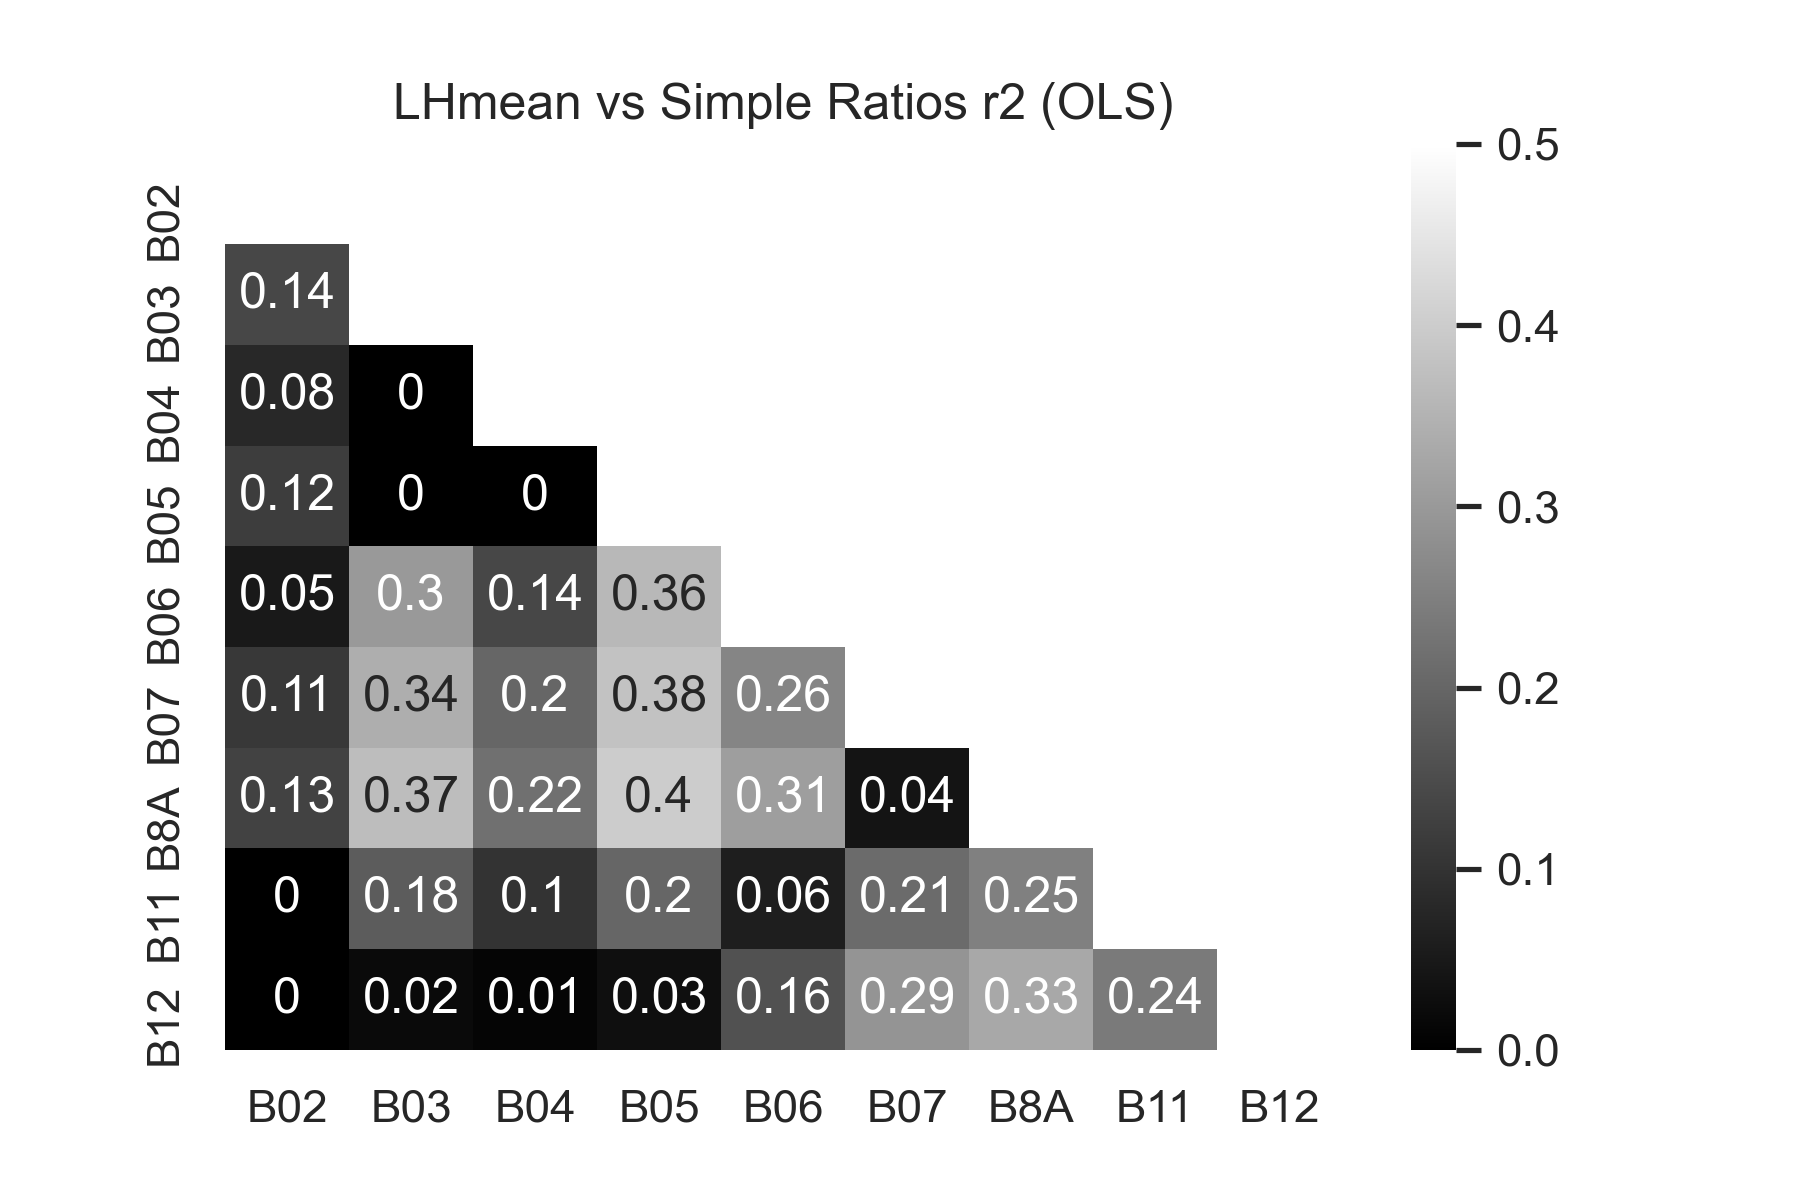 LHmean vs Simple Ratios r2 (OLS)
B02
B03 0.14
B04 0.08 0
B05 0.12 0 0
B06 0.05 0.3 0.14 0.36
B07 0.11 0.34 0.2 0.38 0.26
B8A 0.13 0.37 0.22 0.4 0.31 0.04
B11 0 0.18 0.1 0.2 0.06 0.21 0.25
B12 0 0.02 0.01 0.03 0.16 0.29 0.33 0.24
B02 B03 B04 B05 B06 B07 B8A B11 B12
0.5
0.4
0.3
0.2
0.1
0.0